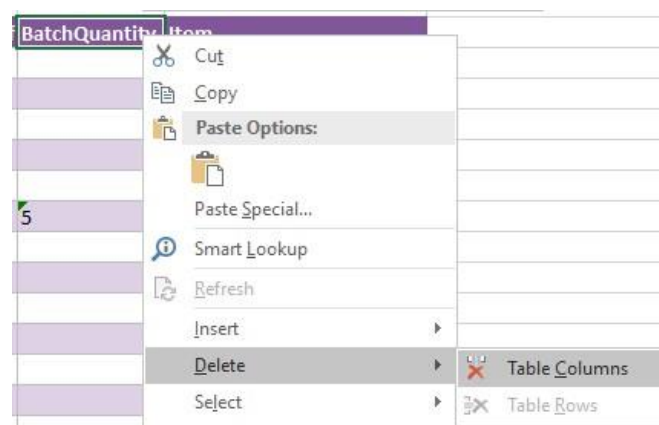 BatchQuantity Item
Cut
Copy
Paste Options:
Paste Special...
5
Smart Lookup
Refresh
Insert
Delete
Table Columns
Select
Table Rows